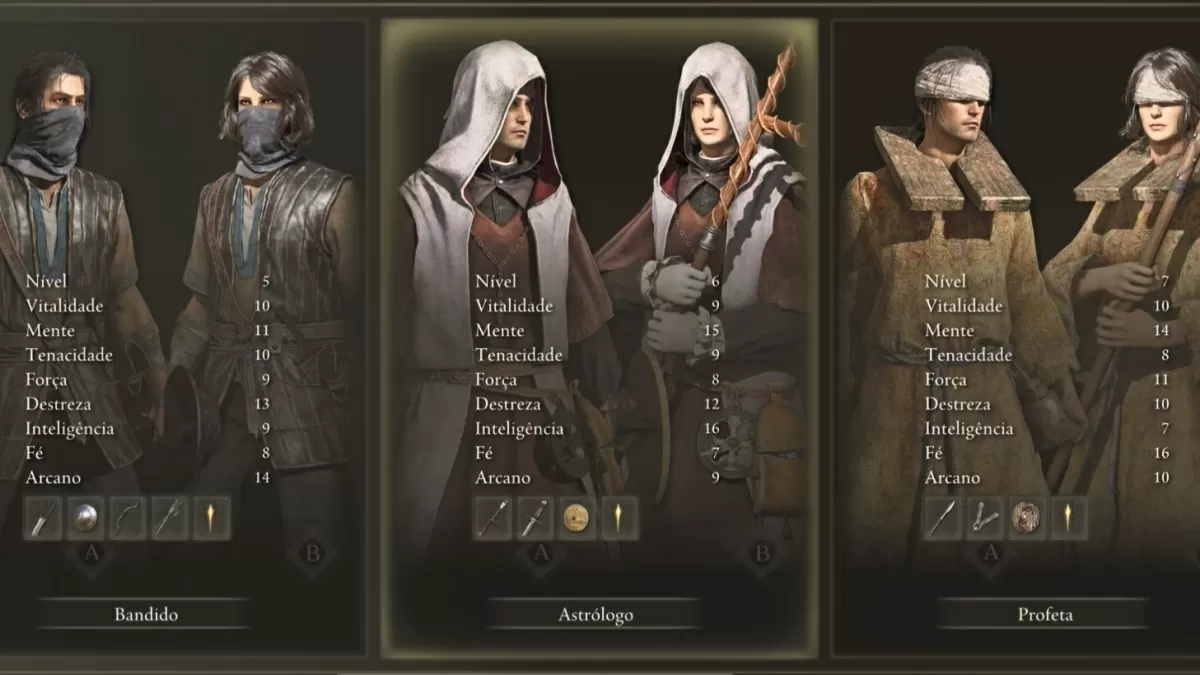 Nível 5
Vitalidade 10
Mente 11
Tenacidade 10
Força 9
Destreza 13
Inteligência 9
Fé 8
Arcano 14
A B
Bandido
Nível 6
Vitalidade 9
Mente 15
Tenacidade 9
Força 8
Destreza 12
Inteligência 16
Fé 7
Arcano 9
A B
Astrólogo
Nível 7
Vitalidade 10
Mente 14
Tenacidade 8
Força 11
Destreza 10
Inteligência 7
Fé 16
Arcano 10
A
Profeta